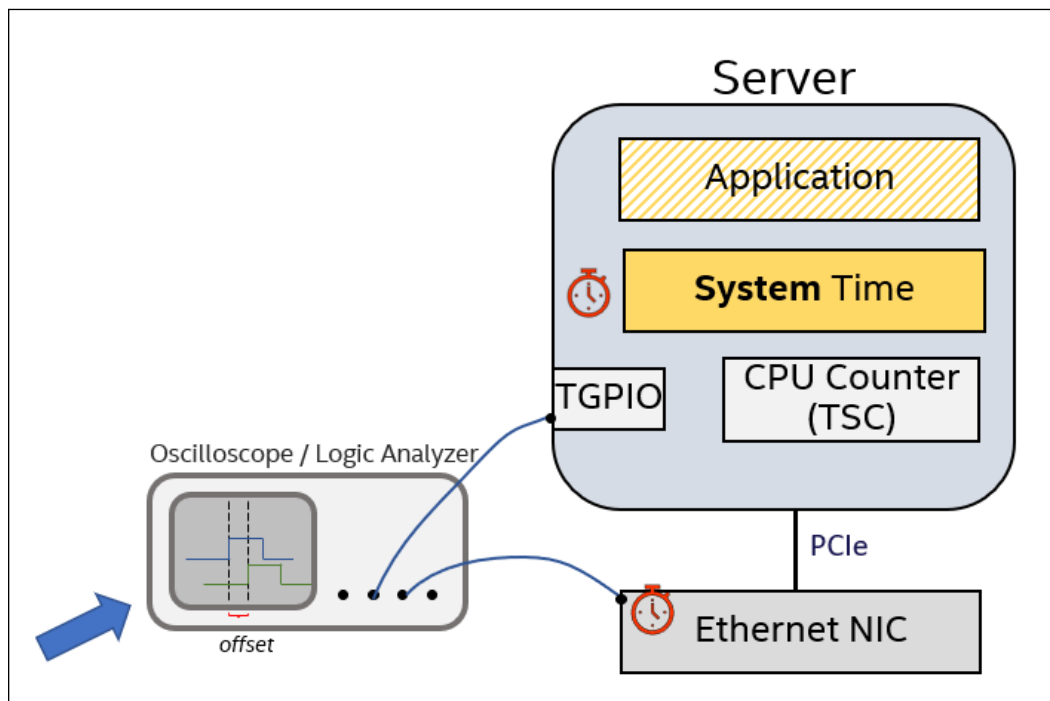 Server
Application
System Time
TGPIO
CPU Counter
(TSC)
Oscilloscope / Logic Analyzer
PCIe
offset
Ethernet NIC